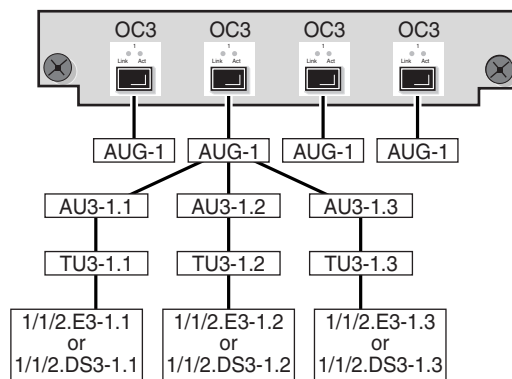 OC3 OC3 OC3 OC3
1 1 1 1
Link Act Link Act Link Act Link Act
AUG-1 AUG-1 AUG-1 AUG-1
AU3-1.1 AU3-1.2 AU3-1.3
TU3-1.1 TU3-1.2 TU3-1.3
1/1/2.E3-1.1 1/1/2.E3-1.2 1/1/2.E3-1.3
or or or
1/1/2.DS3-1.1 1/1/2.DS3-1.2 1/1/2.DS3-1.3